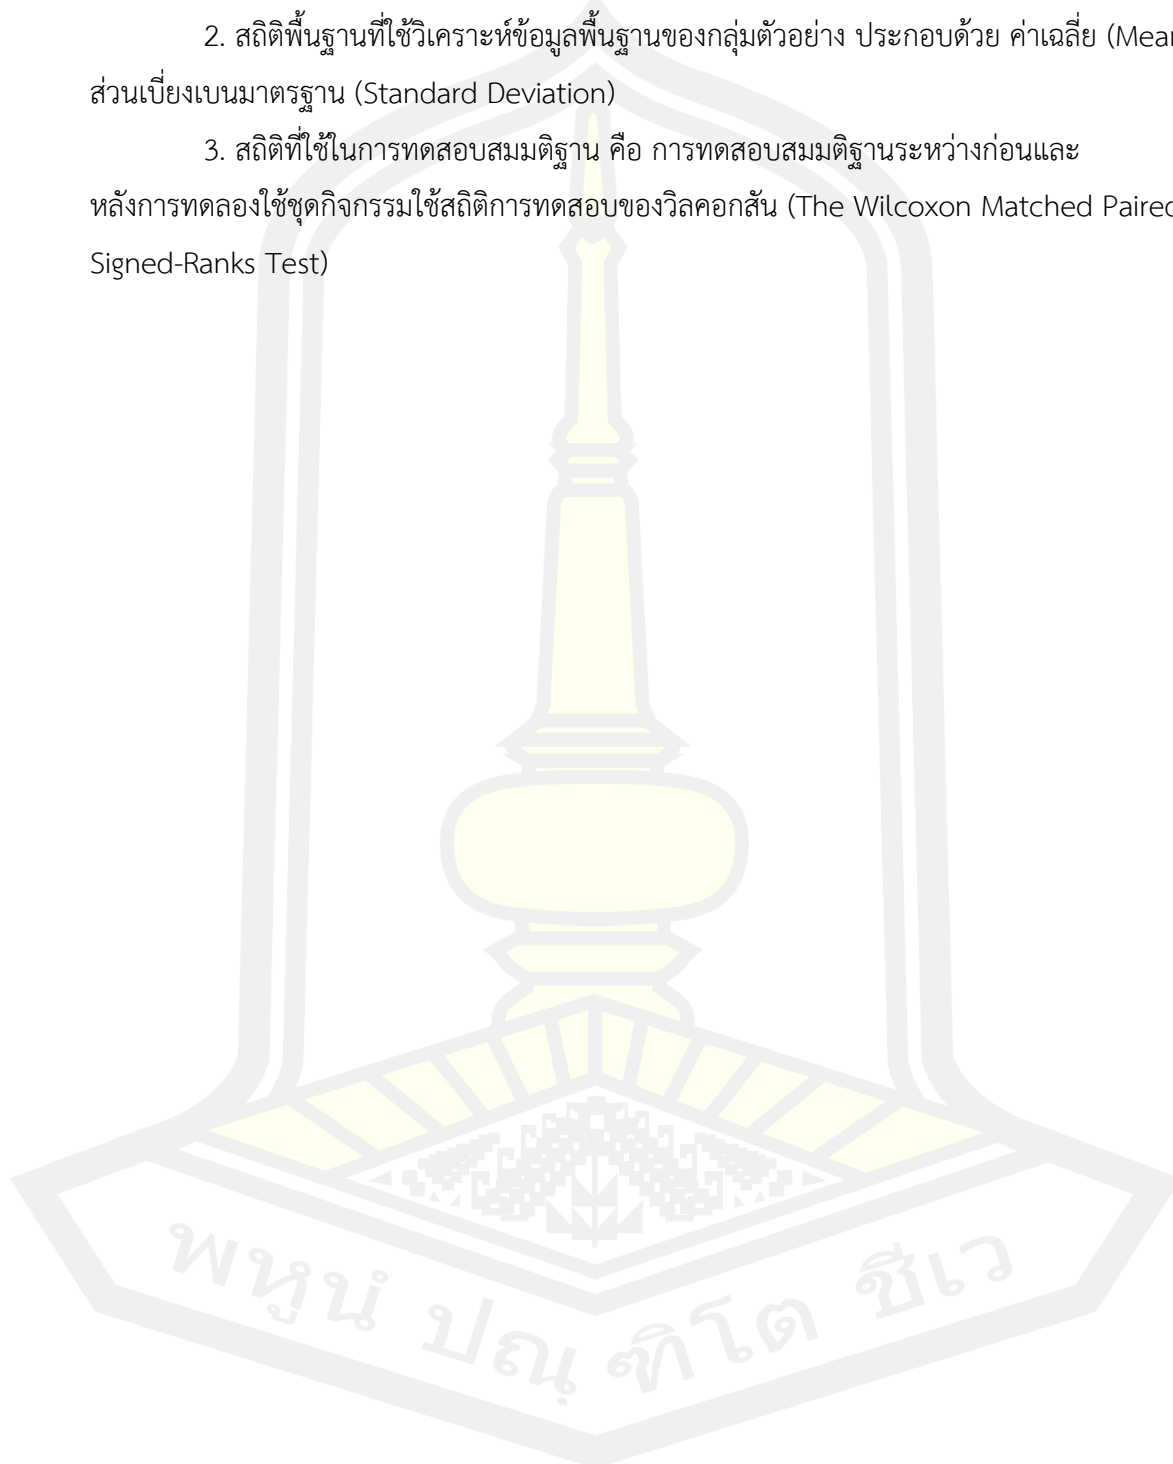 2. สถิติพื้นฐานที่ใช้วิเคราะห์ข้อมูลพื้นฐานของกลุ่มตัวอย่าง ประกอบด้วย ค่าเฉลี่ย (Mean
ส่วนเบี่ยงเบนมาตรฐาน (Standard Deviation)
3. สถิติที่ใช้ในการทดสอบสมมติฐาน คือ การทดสอบสมมติฐานระหว่างก่อนและ
หลังการทดลองใช้ชุดกิจกรรมใช้สถิติการทดสอบของวิลคอกสัน (The Wilcoxon Matched Paired
Signed-Ranks Test)
พหูนํ ปณฺฑิโต ชีเว